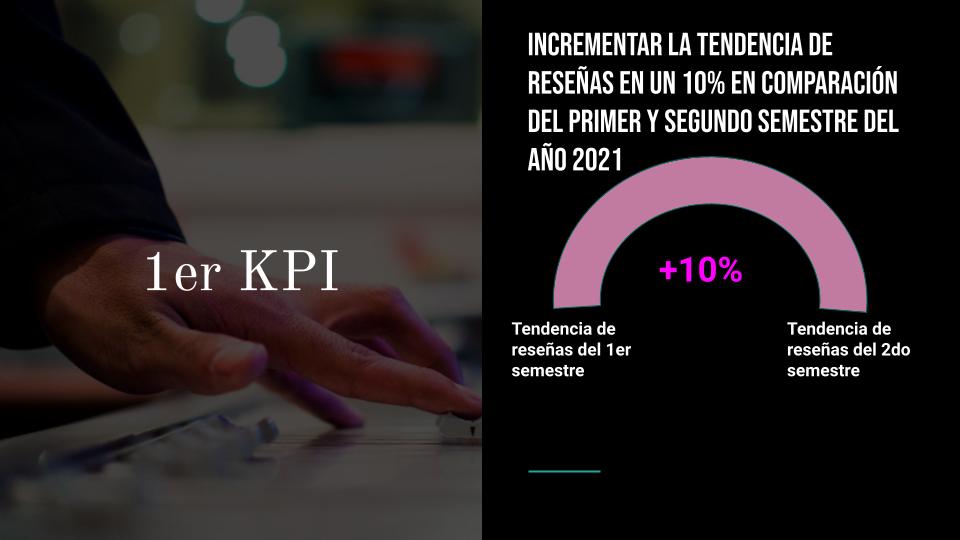 1er KPI
INCREMENTAR LA TENDENCIA DE
RESEÑAS EN UN 10% EN COMPARACIÓN
DEL PRIMER Y SEGUNDO SEMESTRE DEL
AÑO 2021
+10%
Tendencia de
reseñas del 1er
semestre
Tendencia de
reseñas del 2do
semestre